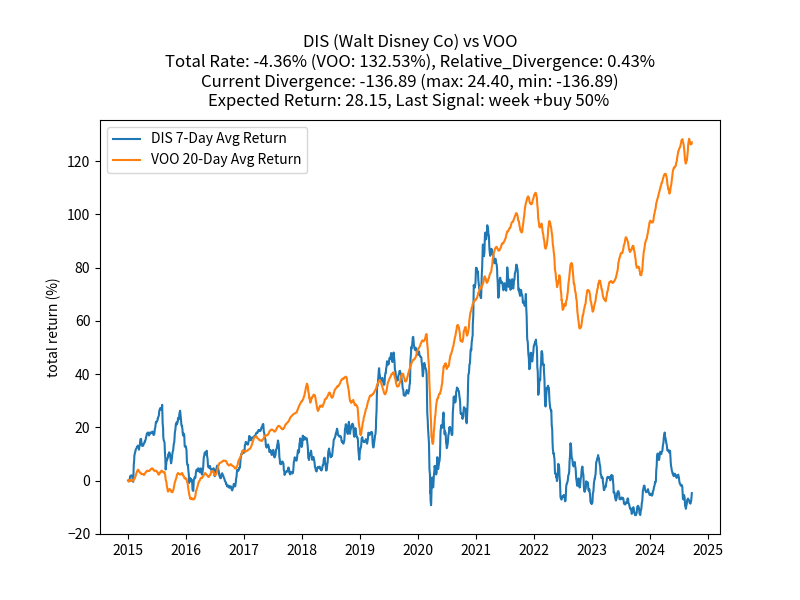 DIS (Walt Disney Co) vs VOO
Total Rate: -4.36% (VOO: 132.53%), Relative_Divergence: 0.43%
Current Divergence: -136.89 (max: 24.40, min: -136.89)
Expected Return: 28.15, Last Signal: week +buy 50%
DIS 7-Day Avg Return
VOO 20-Day Avg Return
total return (%)
120
100
80
60
40
20
0
−20
2015 2016 2017 2018 2019 2020 2021 2022 2023 2024 2025